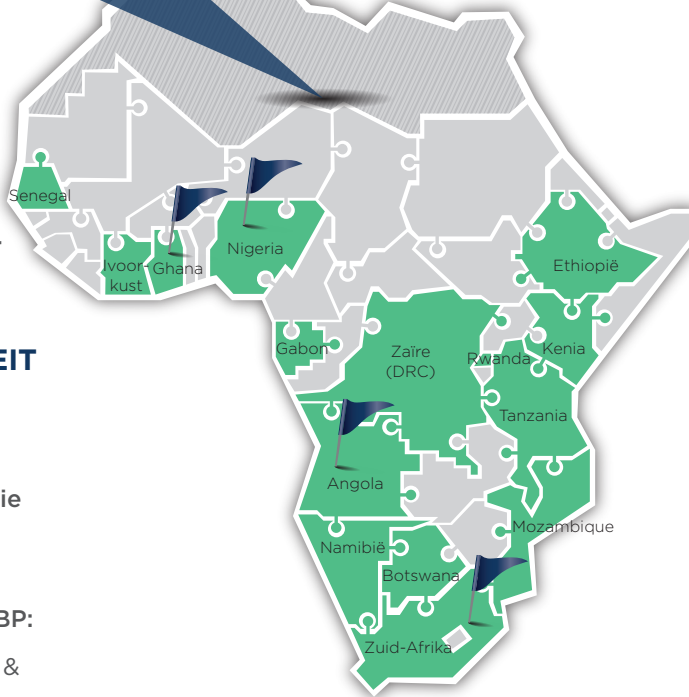 Senegal
Ivoor-
kust
Ghana
Nigeria
Ethiopië
EIT
Gabon
Zaïre
(DRC)
Rwanda
Kenia
Tanzania
Angola
ie
Mozambique
Namibië
Botswana
BP:
Zuid-Afrika
&